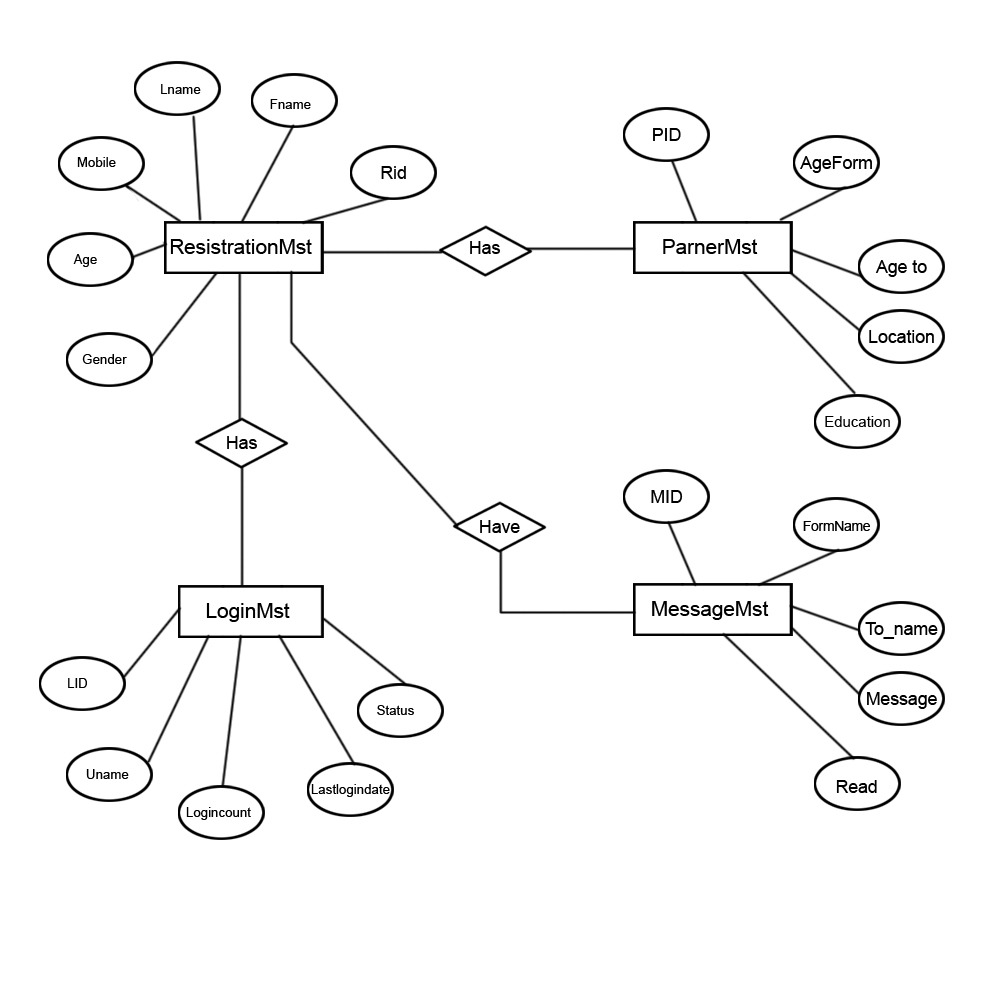 Lname
Fname
Mobile
Rid
PID
AgeForm
Age
ResistrationMst
Has
ParnerMst
Age to
Location
Gender
Education
Has
MID
FormName
Have
LoginMst
MessageMst
To_name
LID
Message
Status
Uname
Lastlogindate
Read
Logincount